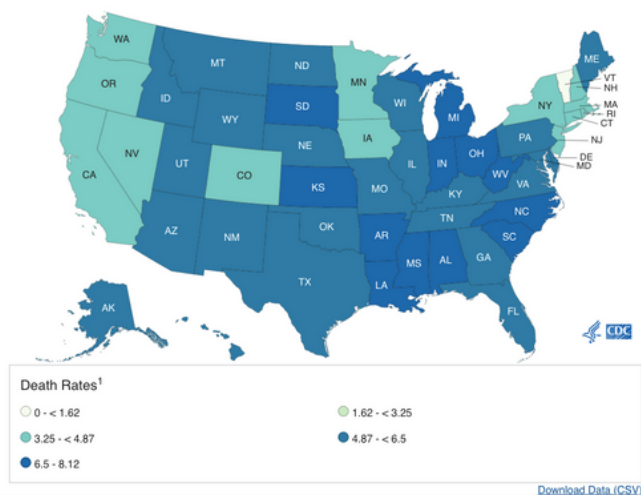 WA
MT
ND
MN
ME
VT
NH
OR
ID
SD
WI
MI
NY
MA
RI
CT
WY
IA
PA
NJ
NV
NE
IL
IN
OH
DE
MD
UT
CO
WV
VA
CA
KS
MO
KY
AZ
NM
OK
AR
TN
NC
SC
MS
AL
GA
TX
LA
FL
AK
CDC
Death Rates1
0 - < 1.62
1.62 - < 3.25
3.25 - < 4.87
4.87 - < 6.5
6.5 - 8.12
Download Data (CSV)